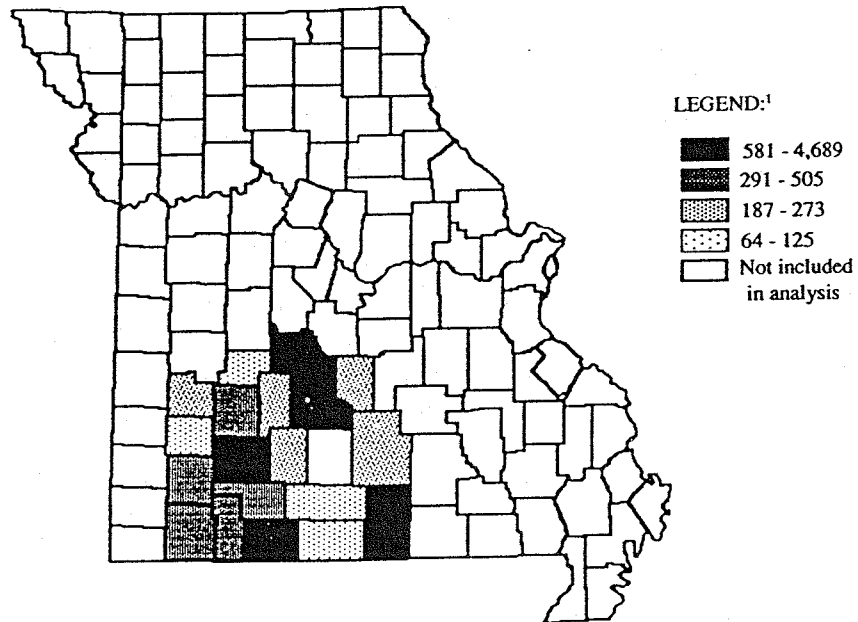 LEGEND:¹
581 - 4,689
291 - 505
187 - 273
64 - 125
Not included
in analysis